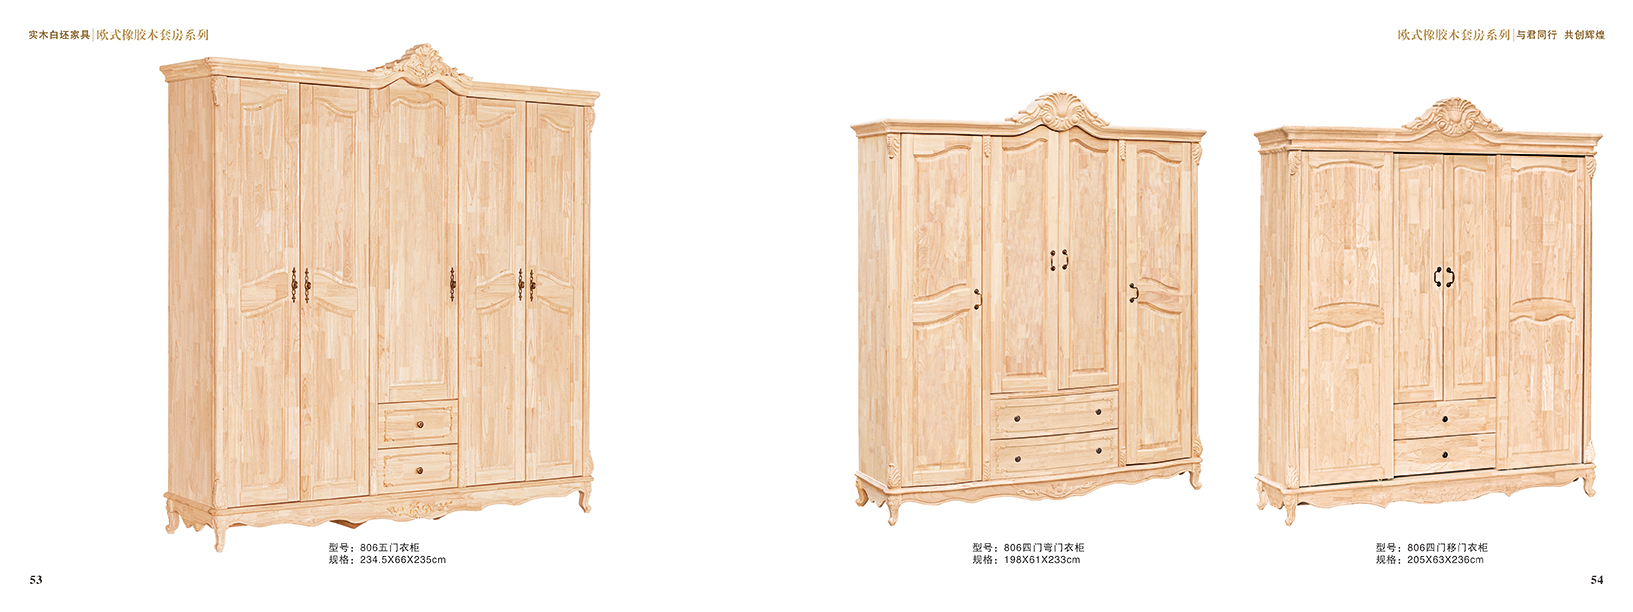 实木白坯家具|欧式橡胶木套房系列
欧式橡胶木套房系列|与君同行 共创辉煌
型号：806五门衣柜
规格：234.5X66X235cm
型号：806四门弯门衣柜
规格：198X61X233cm
型号：806四门移门衣柜
规格：205X63X236cm
53
54